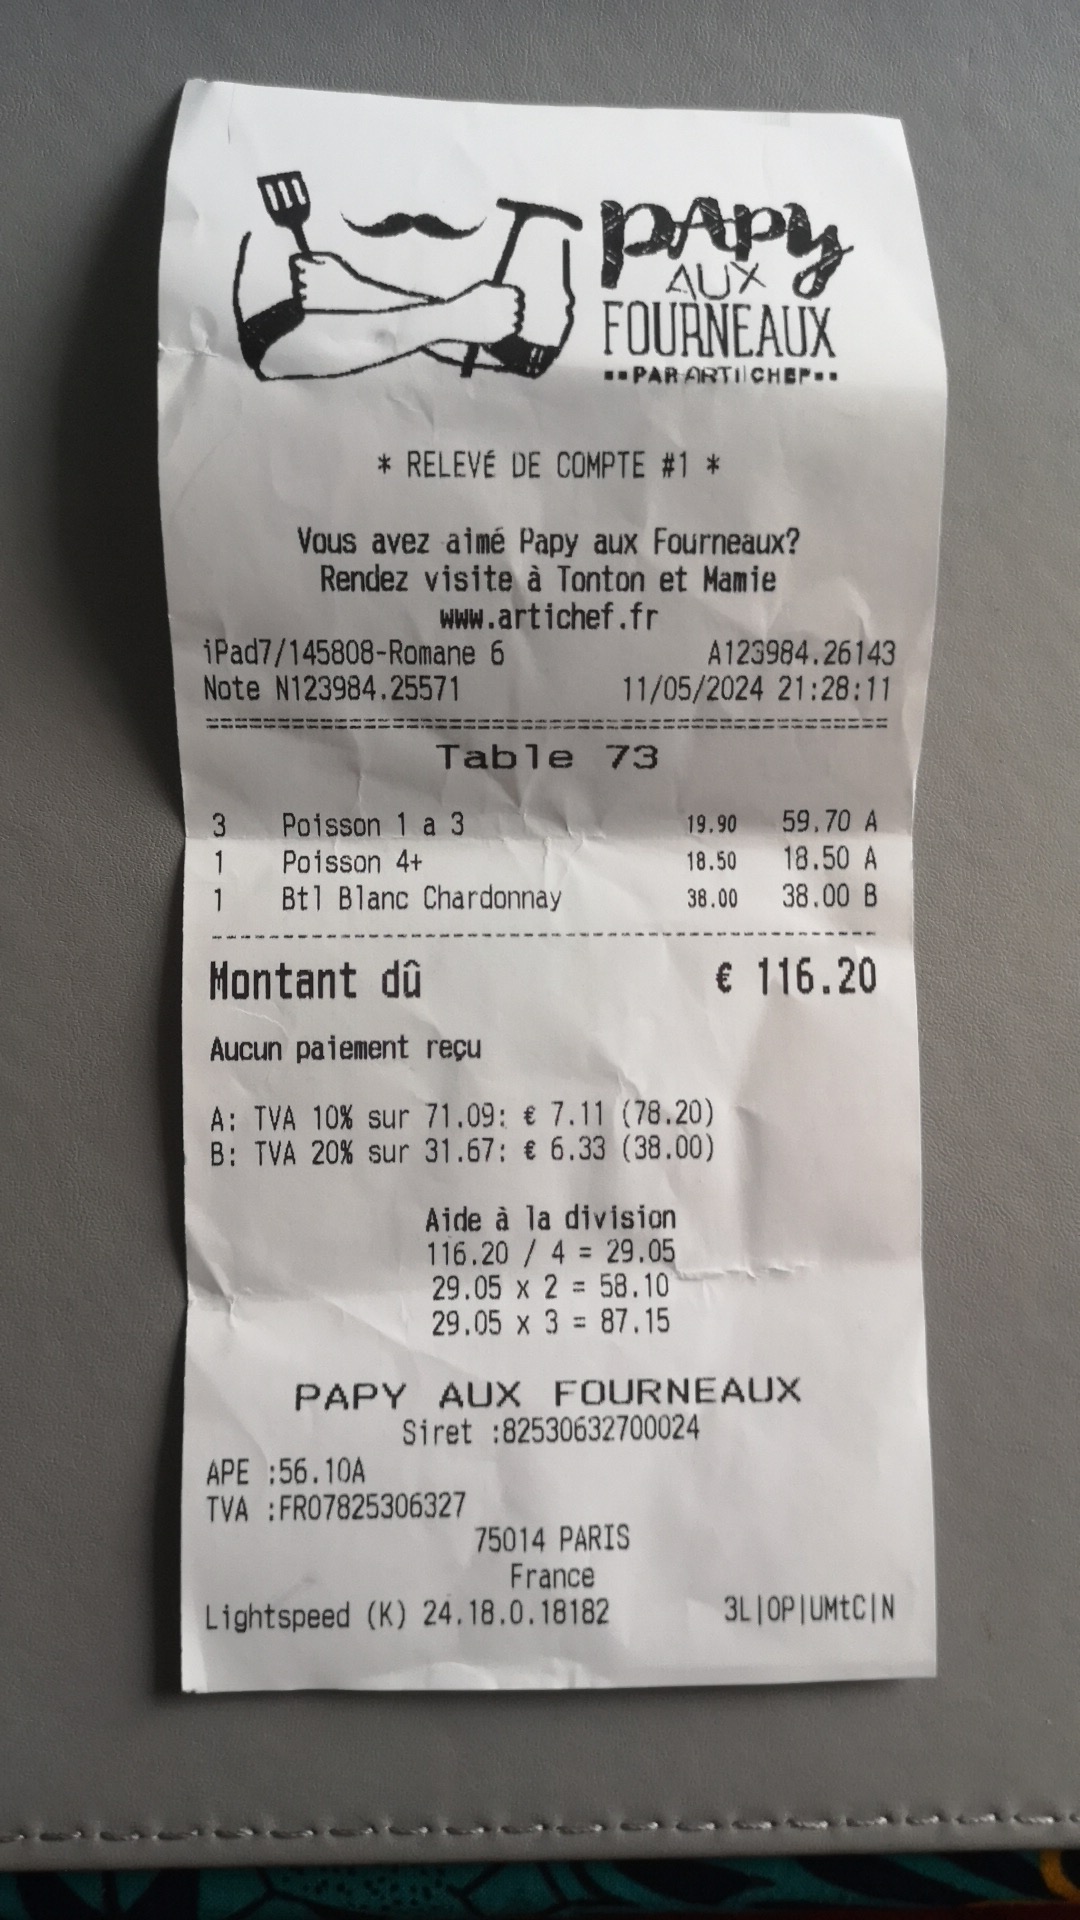 PAPY
AUX
FOURNEAUX
PAR ARTI|CHEF
* RELEVÉ DE COMPTE #1 *
Vous avez aimé Papy aux Fourneaux?
Rendez visite à Tonton et Mamie
www.artichef.fr
iPad7/145808-Romane 6 A123984.26143
Note N123984.25571 11/05/2024 21:28:11
Table 73
3 Poisson 1 a 3 19.90 59.70 A
1 Poisson 4+ 18.50 18.50 A
1 Btl Blanc Chardonnay 38.00 38.00 B
Montant dû € 116.20
Aucun paiement reçu
A: TVA 10% sur 71.09: € 7.11 (78.20)
B: TVA 20% sur 31.67: € 6.33 (38.00)
Aide à la division
116.20 / 4 = 29.05
29.05 x 2 = 58.10
29.05 x 3 = 87.15
PAPY AUX FOURNEAUX
Siret :82530632700024
APE :56.10A
TVA :FR07825306327
75014 PARIS
France
Lightspeed (K) 24.18.0.18182 3L|OP|UMtC|N